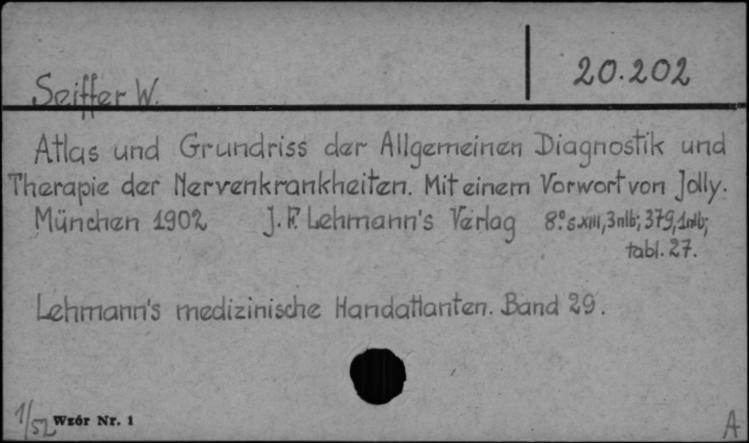 20.202
Seiffer W.
Atlas und Grundriss der Allgemeinen Diagnostik und
Therapie der Nervenkrankheiten. Mit einem Vorwort von Jolly.
München 1902 J. F. Lehmann's Verlag 8° s. XIII, 3nlb; 379, 1nlb;
tabl. 27.
Lehmann's medizinische Handatlanten. Band 29.
1/52 Wzór Nr. 1
A